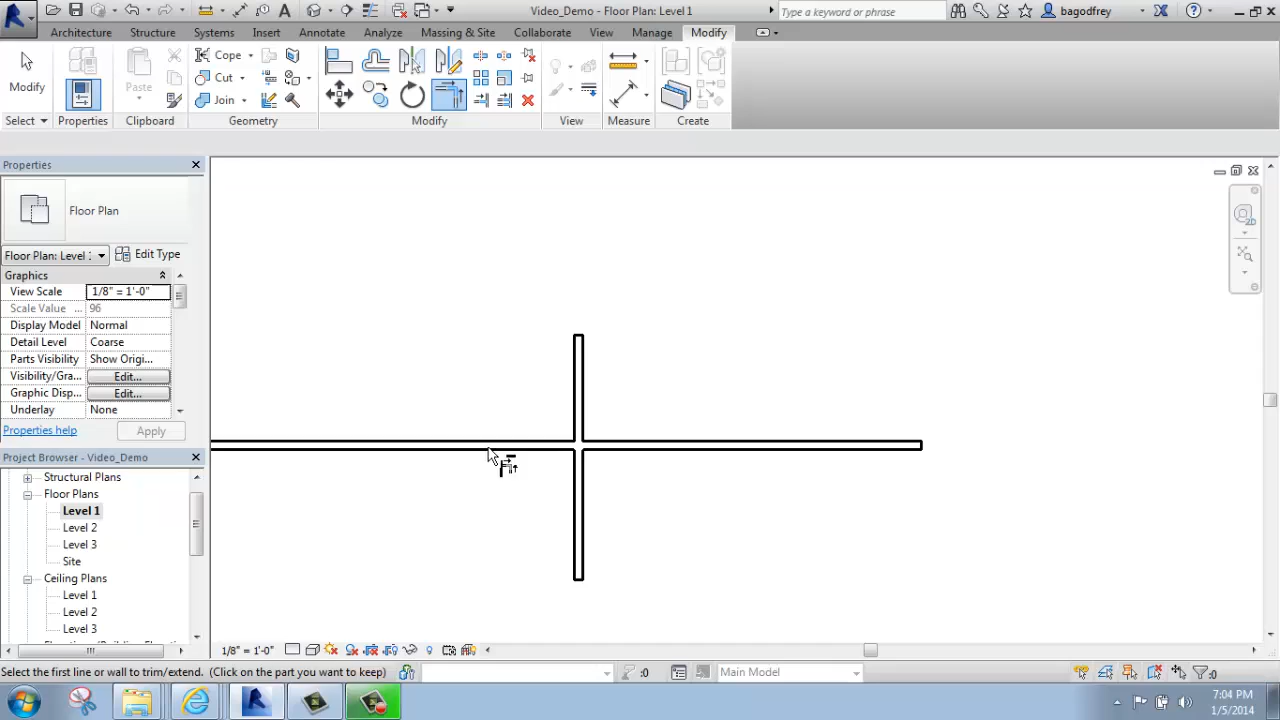 Video_Demo - Floor Plan: Level 1
Type a keyword or phrase
bagodfrey
Architecture Structure Systems Insert Annotate Analyze Massing & Site Collaborate View Manage Modify
Modify
Paste
Cope
Cut
Join
Select Properties Clipboard Geometry Modify View Measure Create
Properties
Floor Plan
Floor Plan: Level
Edit Type
Graphics
View Scale 1/8" = 1'-0"
Scale Value ... 96
Display Model Normal
Detail Level Coarse
Parts Visibility Show Origi...
Visibility/Gra... Edit...
Graphic Disp... Edit...
Underlay None
Properties help Apply
Project Browser - Video_Demo
Structural Plans
Floor Plans
Level 1
Level 2
Level 3
Site
Ceiling Plans
Level 1
Level 2
Level 3
1/8" = 1'-0"
Select the first line or wall to trim/extend. (Click on the part you want to keep)
:0
Main Model
:0
2D
7:04 PM
1/5/2014